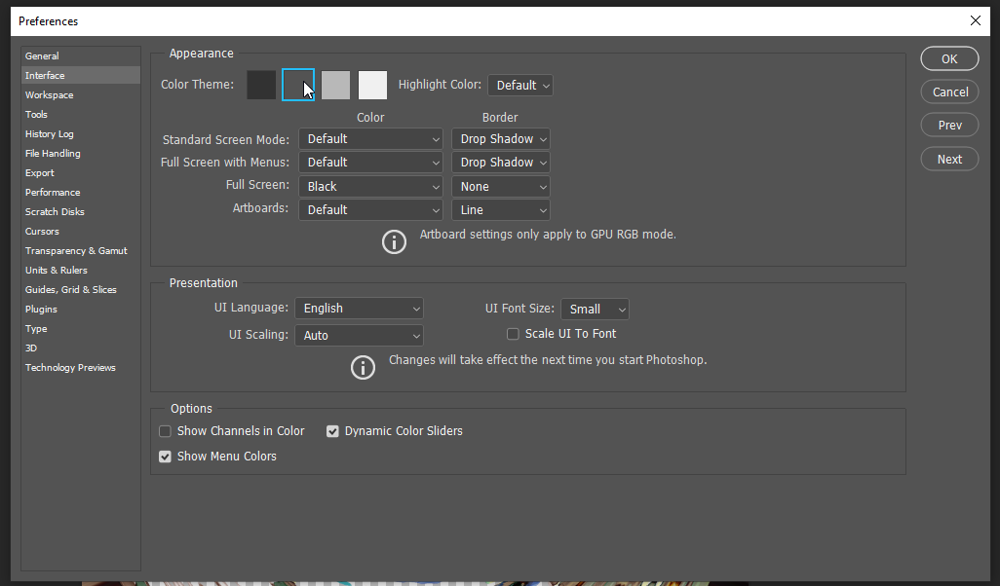 Preferences
General
Interface
Workspace
Tools
History Log
File Handling
Export
Performance
Scratch Disks
Cursors
Transparency & Gamut
Units & Rulers
Guides, Grid & Slices
Plugins
Type
3D
Technology Previews
Appearance
Color Theme: Highlight Color: Default
Color Border
Standard Screen Mode: Default Drop Shadow
Full Screen with Menus: Default Drop Shadow
Full Screen: Black None
Artboards: Default Line
Artboard settings only apply to GPU RGB mode.
Presentation
UI Language: English UI Font Size: Small
UI Scaling: Auto Scale UI To Font
Changes will take effect the next time you start Photoshop.
Options
Show Channels in Color Dynamic Color Sliders
Show Menu Colors
OK
Cancel
Prev
Next